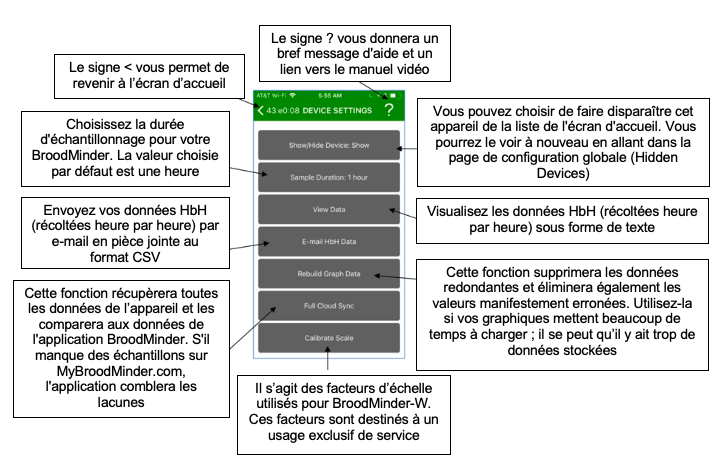 Le signe ? vous donnera un
bref message d'aide et un
lien vers le manuel vidéo
Le signe < vous permet de
revenir à l'écran d'accueil
AT&T Wi-Fi 5:55 AM
43:e0:08 DEVICE SETTINGS ?
Choisissez la durée
d'échantillonnage pour votre
BroodMinder. La valeur choisie
par défaut est une heure
Vous pouvez choisir de faire disparaître cet
appareil de la liste de l'écran d'accueil. Vous
pourrez le voir à nouveau en allant dans la
page de configuration globale (Hidden
Devices)
Show/Hide Device: Show
Sample Duration: 1 hour
View Data
E-mail HbH Data
Rebuild Graph Data
Full Cloud Sync
Calibrate Scale
Envoyez vos données HbH
(récoltées heure par heure) par
e-mail en pièce jointe au
format CSV
Visualisez les données HbH (récoltées heure
par heure) sous forme de texte
Cette fonction récupèrera toutes
les données de l'appareil et les
comparera aux données de
l'application BroodMinder. S'il
manque des échantillons sur
MyBroodMinder.com,
l'application comblera les
lacunes
Cette fonction supprimera les données
redondantes et éliminera également les
valeurs manifestement erronées. Utilisez-la
si vos graphiques mettent beaucoup de
temps à charger ; il se peut qu'il y ait trop de
données stockées
Il s'agit des facteurs d'échelle
utilisés pour BroodMinder-W.
Ces facteurs sont destinés à un
usage exclusif de service